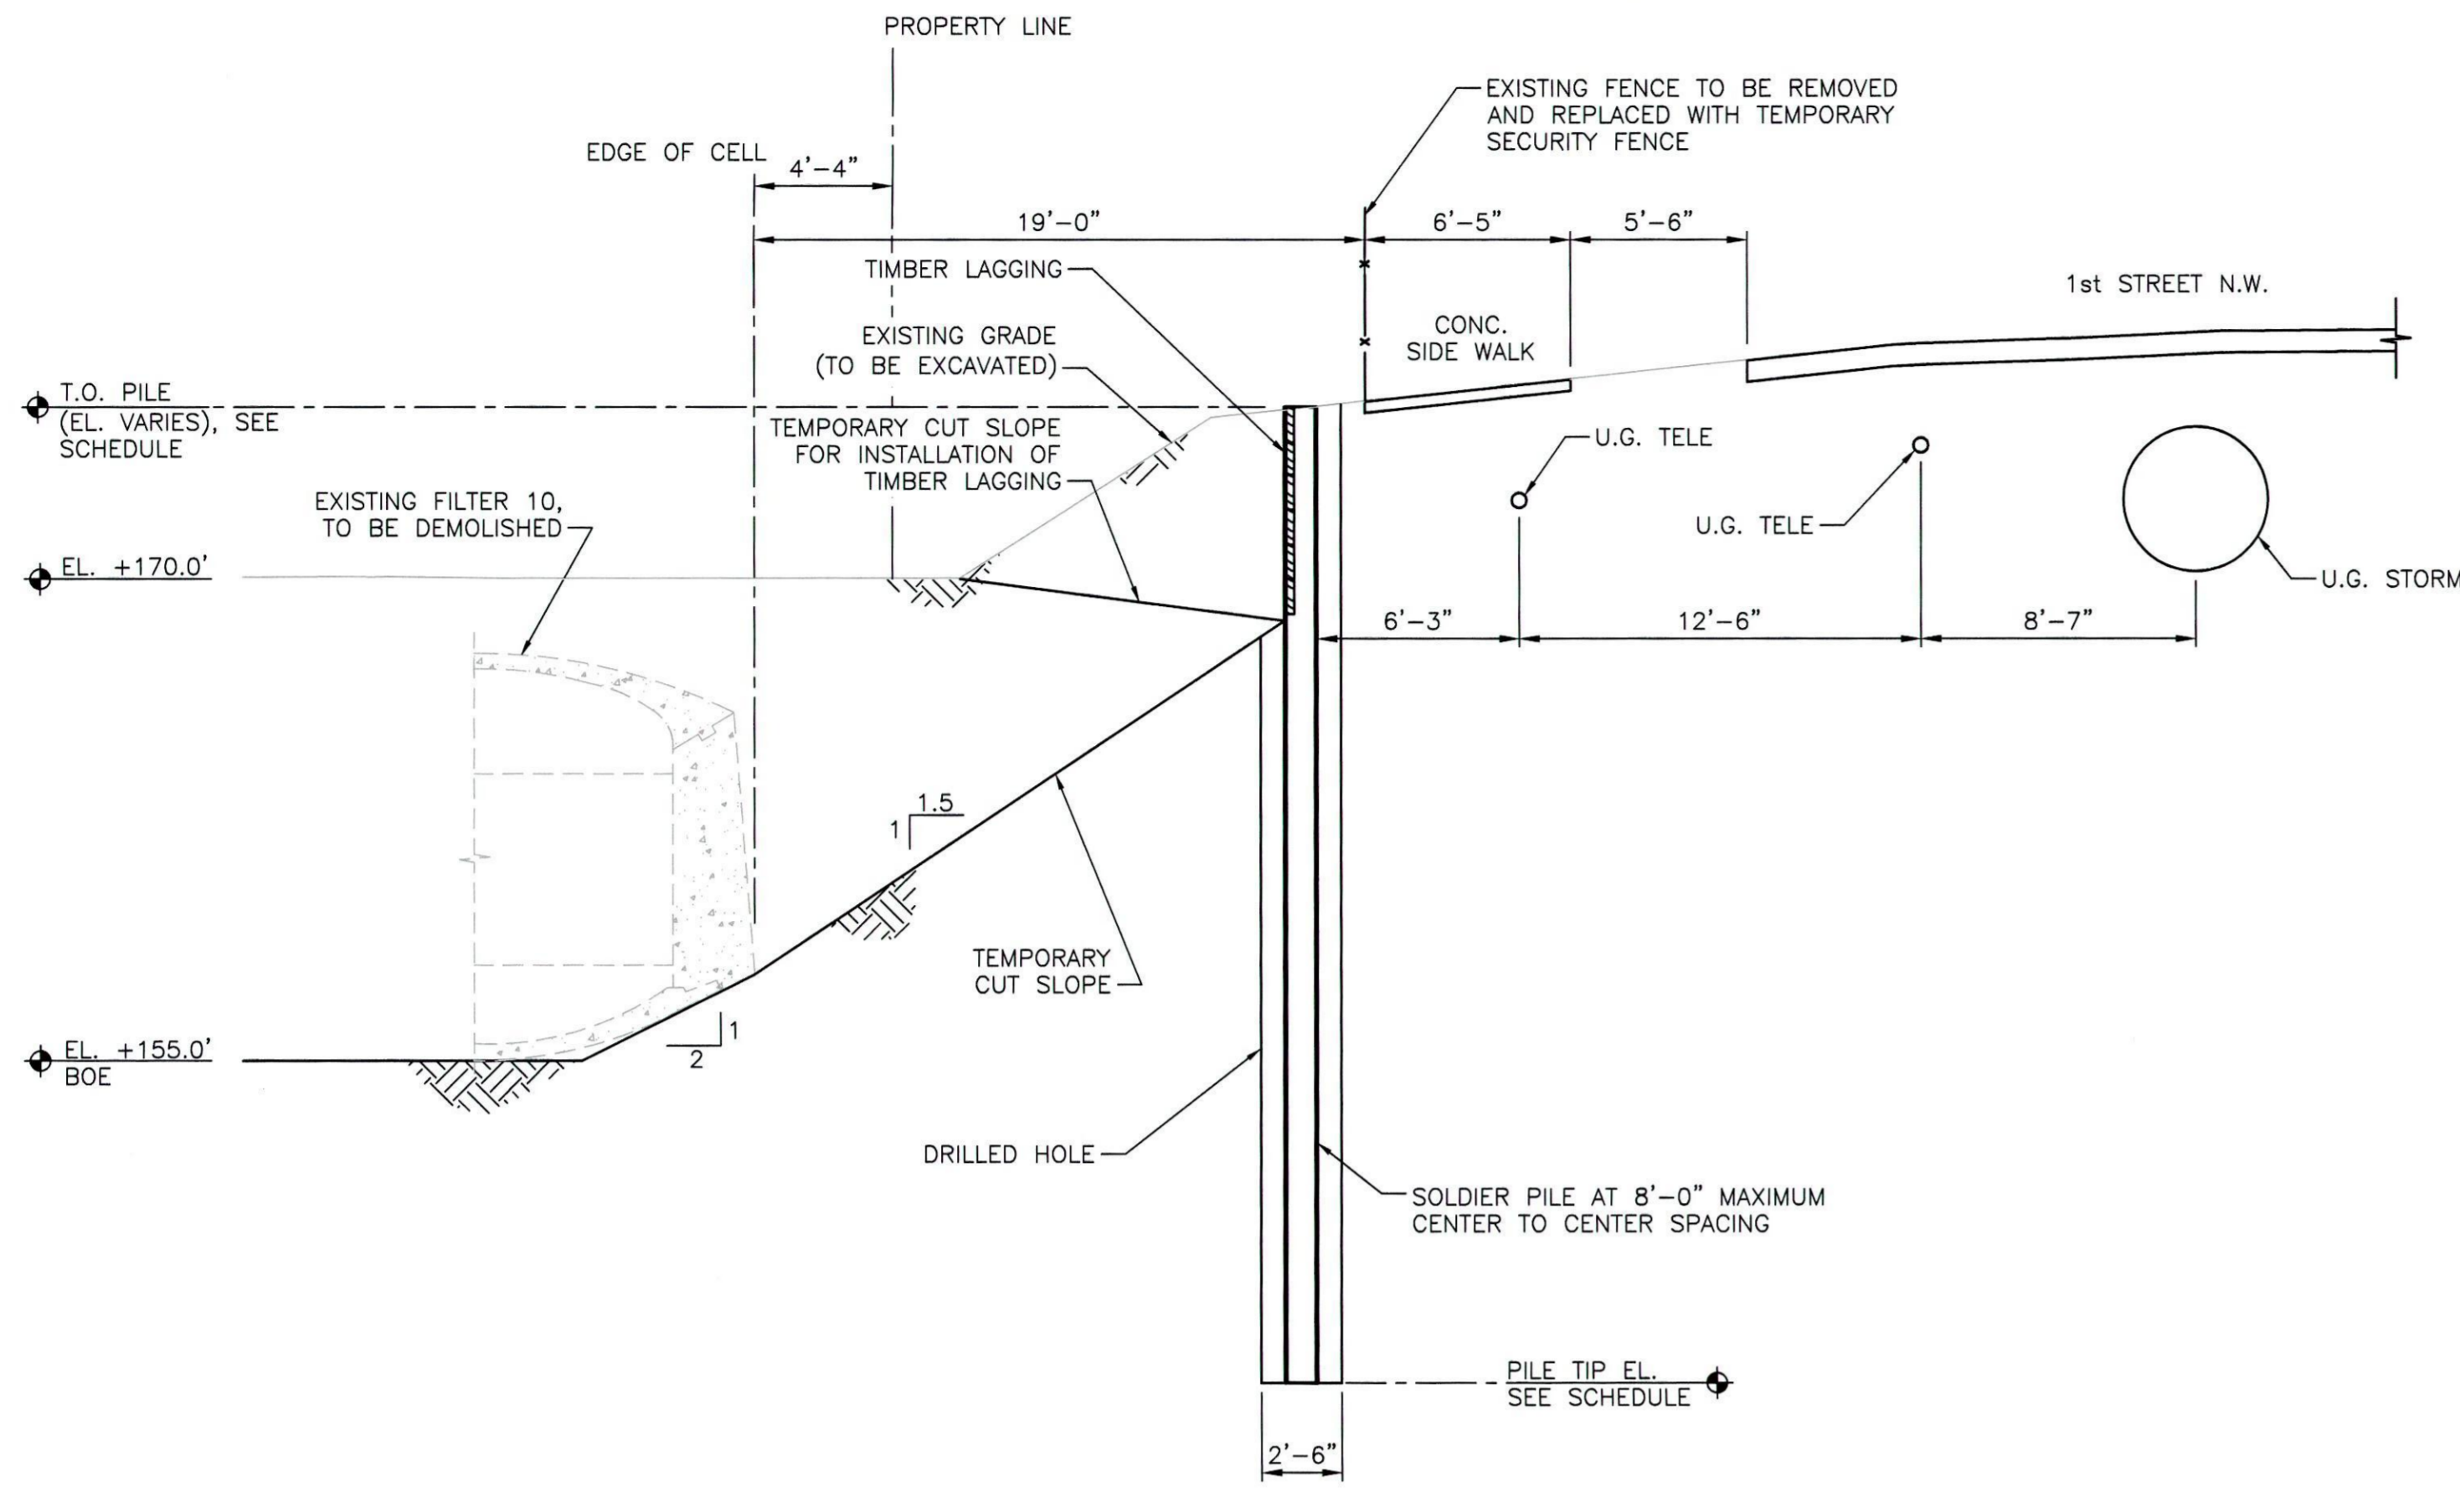 PROPERTY LINE
EXISTING FENCE TO BE REMOVED
AND REPLACED WITH TEMPORARY
SECURITY FENCE
EDGE OF CELL
4'-4"
19'-0"
6'-5"
5'-6"
TIMBER LAGGING
1st STREET N.W.
CONC.
SIDE WALK
EXISTING GRADE
(TO BE EXCAVATED)
T.O. PILE
(EL. VARIES), SEE
SCHEDULE
TEMPORARY CUT SLOPE
FOR INSTALLATION OF
TIMBER LAGGING
U.G. TELE
U.G. TELE
EXISTING FILTER 10,
TO BE DEMOLISHED
EL. +170.0'
U.G. STORM
6'-3"
12'-6"
8'-7"
1.5
1
TEMPORARY
CUT SLOPE
1
2
EL. +155.0'
BOE
DRILLED HOLE
SOLDIER PILE AT 8'-0" MAXIMUM
CENTER TO CENTER SPACING
PILE TIP EL.
SEE SCHEDULE
2'-6"